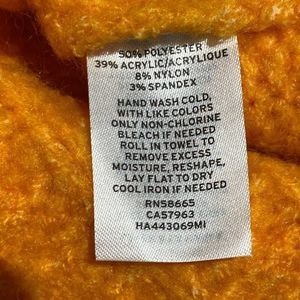 50% POLYESTER
39% ACRYLIC/ACRYLIQUE
8% NYLON
3% SPANDEX
HAND WASH COLD,
WITH LIKE COLORS
ONLY NON-CHLORINE
BLEACH IF NEEDED
ROLL IN TOWEL TO
REMOVE EXCESS
MOISTURE, RESHAPE,
LAY FLAT TO DRY
COOL IRON IF NEEDED
RN58665
CA57963
HA443069MI